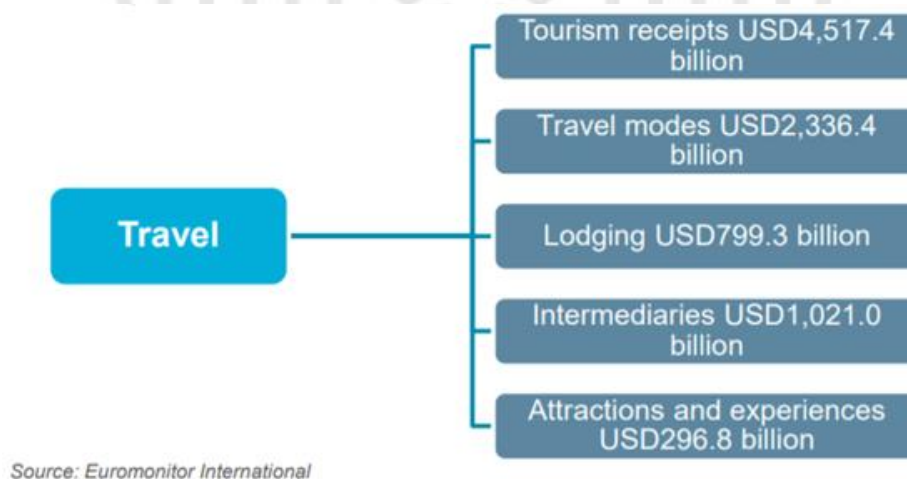 Tourism receipts USD4,517.4
billion
Travel modes USD2,336.4
billion
Travel
Lodging USD799.3 billion
Intermediaries USD1,021.0
billion
Attractions and experiences
USD296.8 billion
Source: Euromonitor International